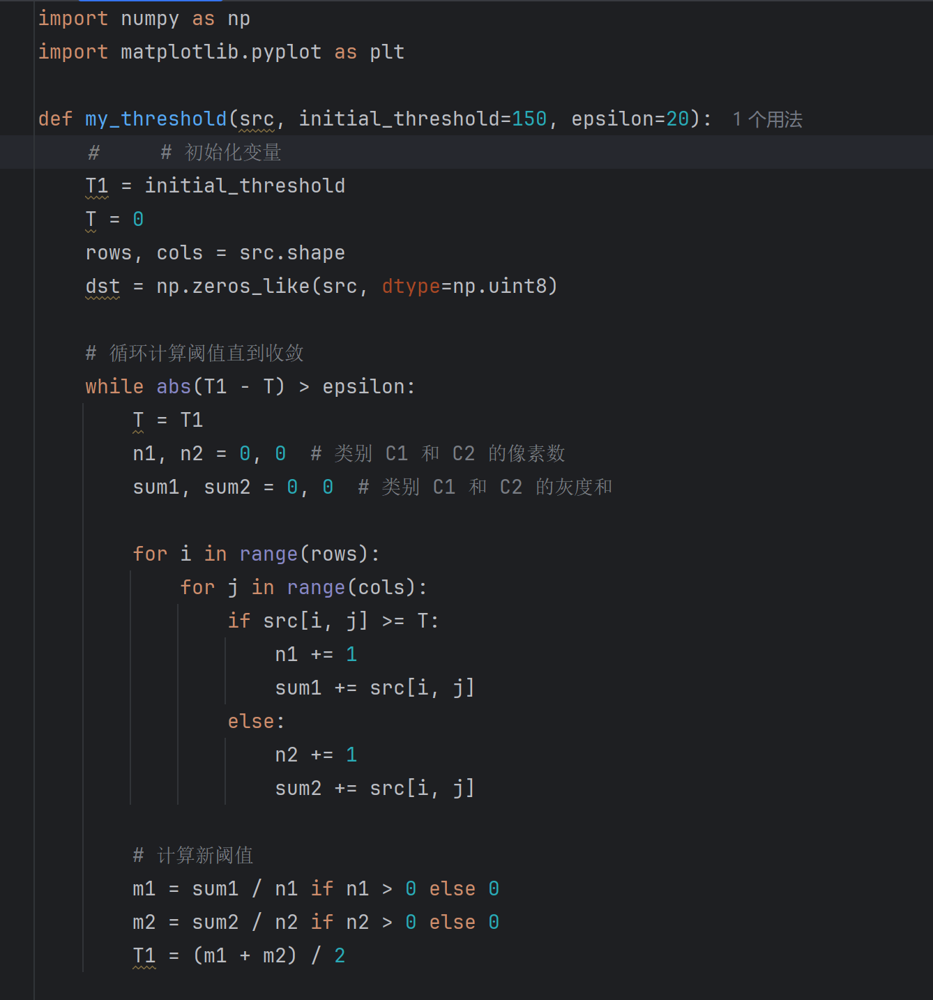 import numpy as np
import matplotlib.pyplot as plt
def my_threshold(src, initial_threshold=150, epsilon=20): 1 个用法
#     # 初始化变量
T1 = initial_threshold
T = 0
rows, cols = src.shape
dst = np.zeros_like(src, dtype=np.uint8)
# 循环计算阈值直到收敛
while abs(T1 - T) > epsilon:
T = T1
n1, n2 = 0, 0  # 类别 C1 和 C2 的像素数
sum1, sum2 = 0, 0  # 类别 C1 和 C2 的灰度和
for i in range(rows):
for j in range(cols):
if src[i, j] >= T:
n1 += 1
sum1 += src[i, j]
else:
n2 += 1
sum2 += src[i, j]
# 计算新阈值
m1 = sum1 / n1 if n1 > 0 else 0
m2 = sum2 / n2 if n2 > 0 else 0
T1 = (m1 + m2) / 2